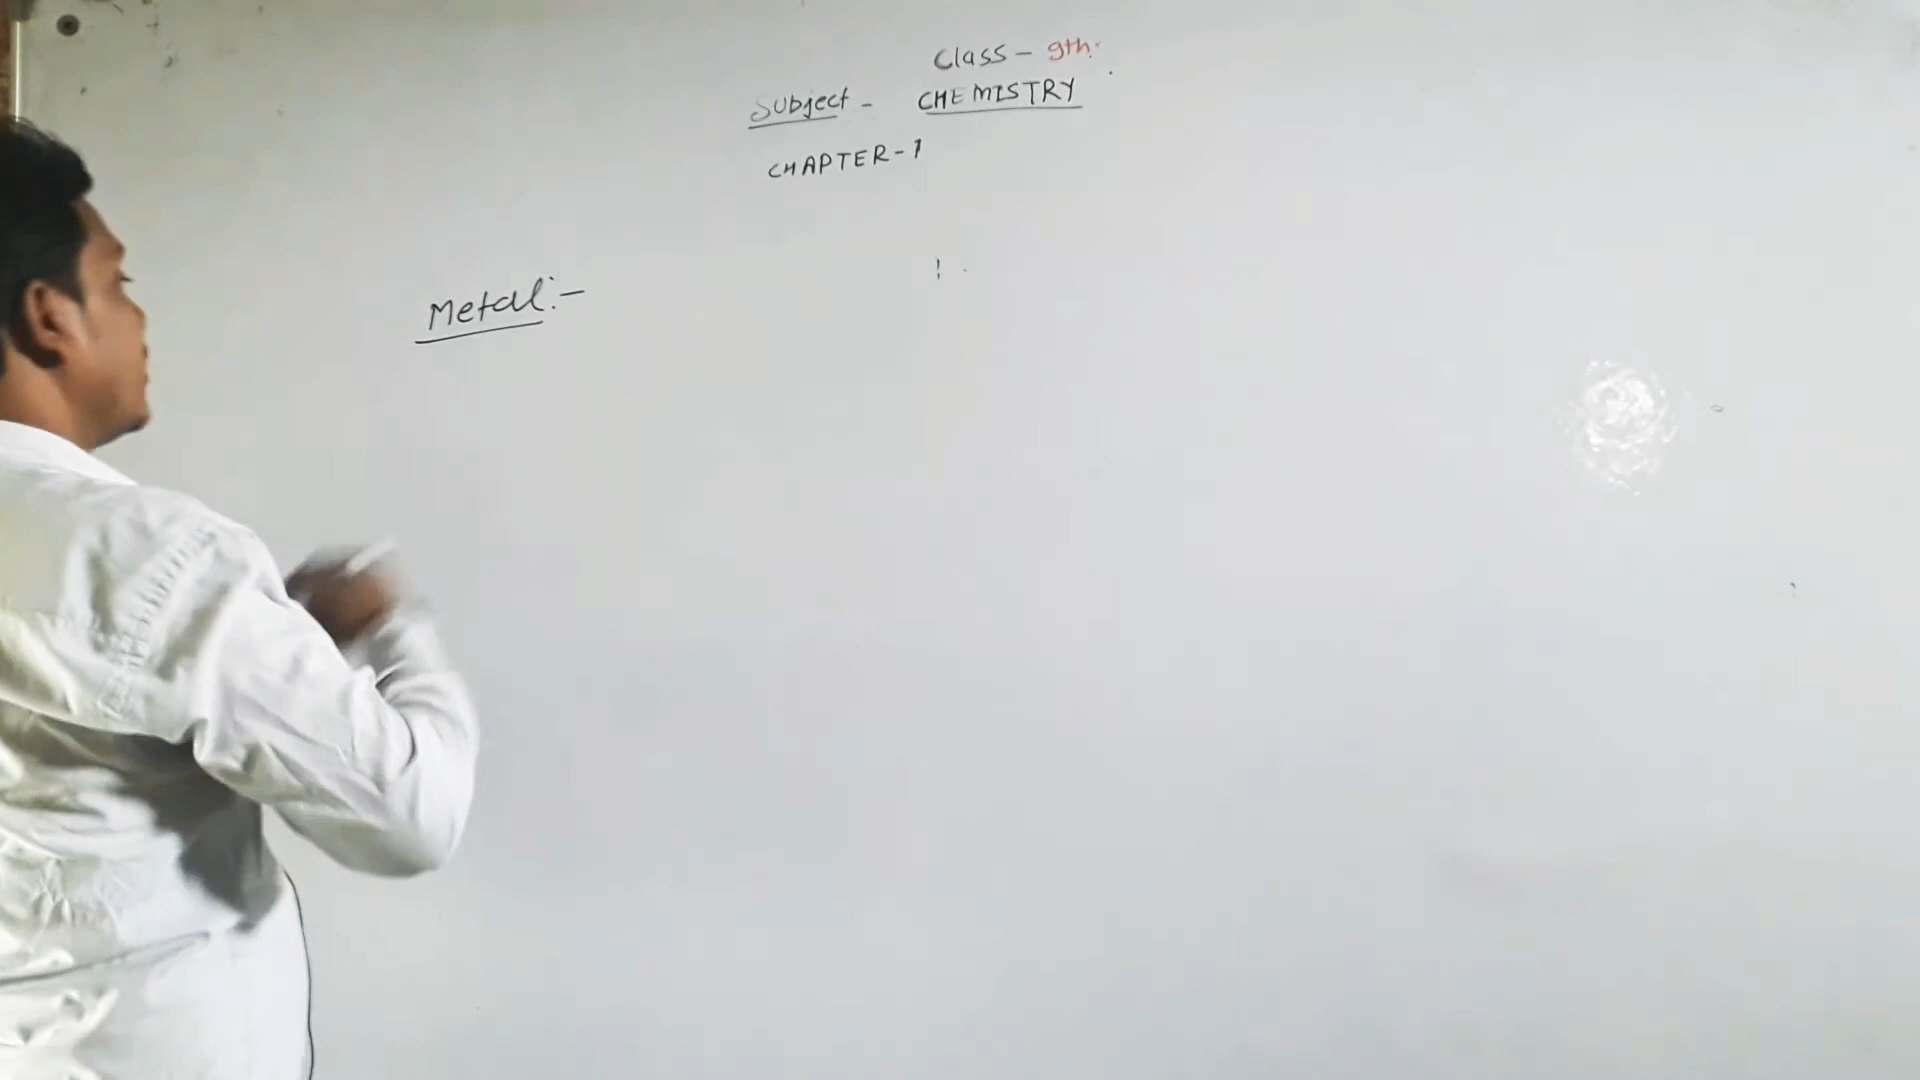 Class - 9th.
Subject - CHEMISTRY
CHAPTER-1
Metal:-